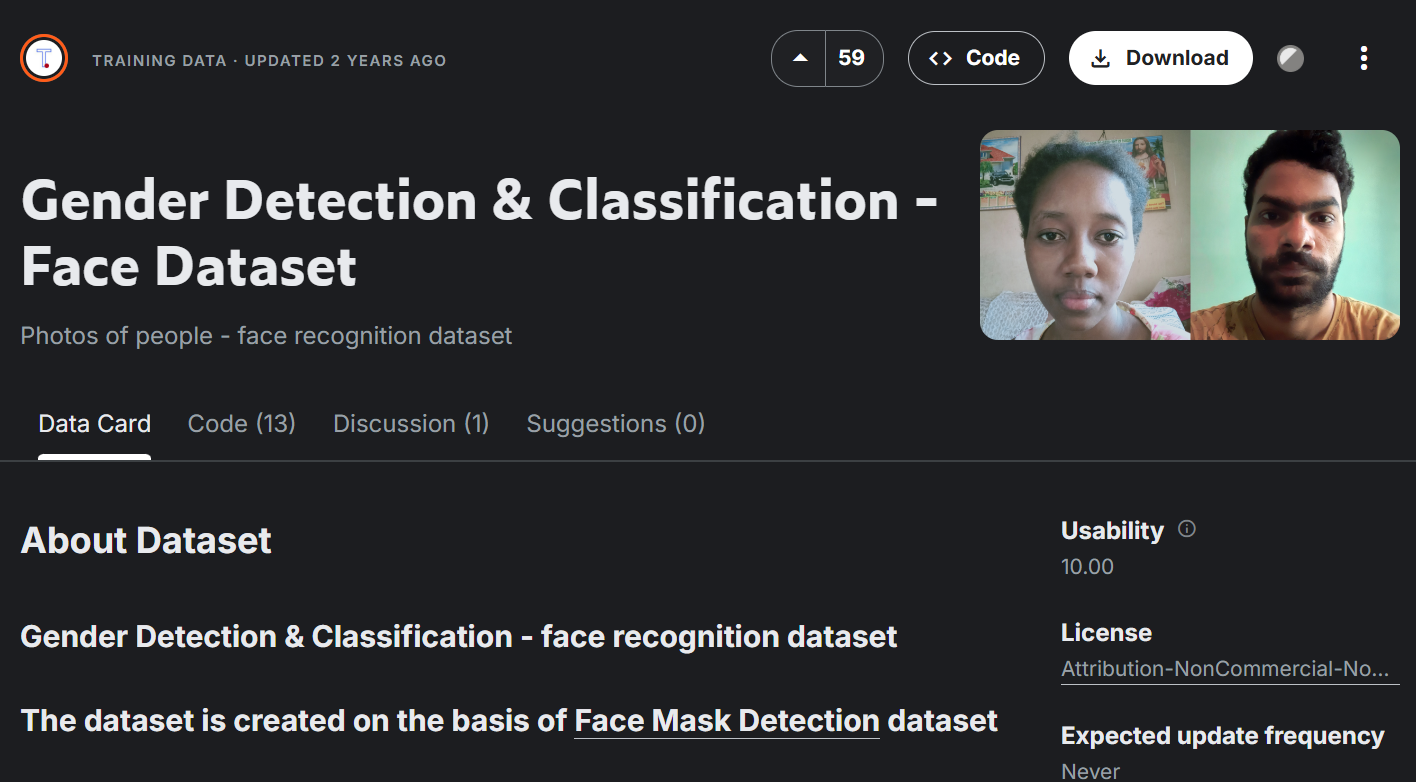 T
TRAINING DATA · UPDATED 2 YEARS AGO
59
Code
Download
Gender Detection & Classification -
Face Dataset
Photos of people - face recognition dataset
Data Card
Code (13)
Discussion (1)
Suggestions (0)
About Dataset
Gender Detection & Classification - face recognition dataset
The dataset is created on the basis of Face Mask Detection dataset
Usability
10.00
License
Attribution-NonCommercial-No...
Expected update frequency
Never